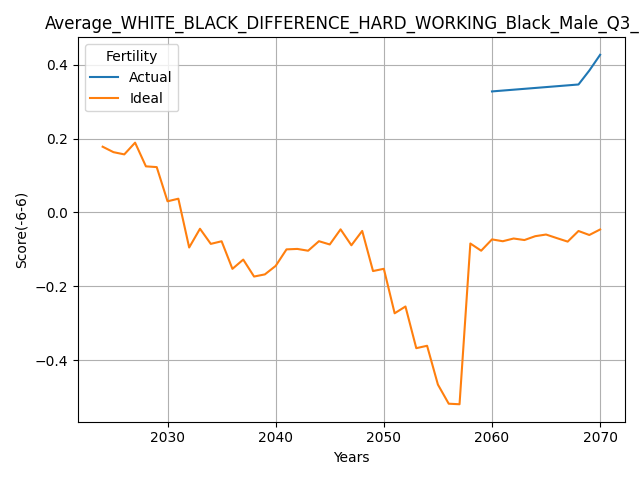 Average_WHITE_BLACK_DIFFERENCE_HARD_WORKING_Black_Male_Q3_
Fertility
Actual
Ideal
Score(-6-6)
0.4
0.2
0.0
−0.2
−0.4
2030 2040 2050 2060 2070
Years